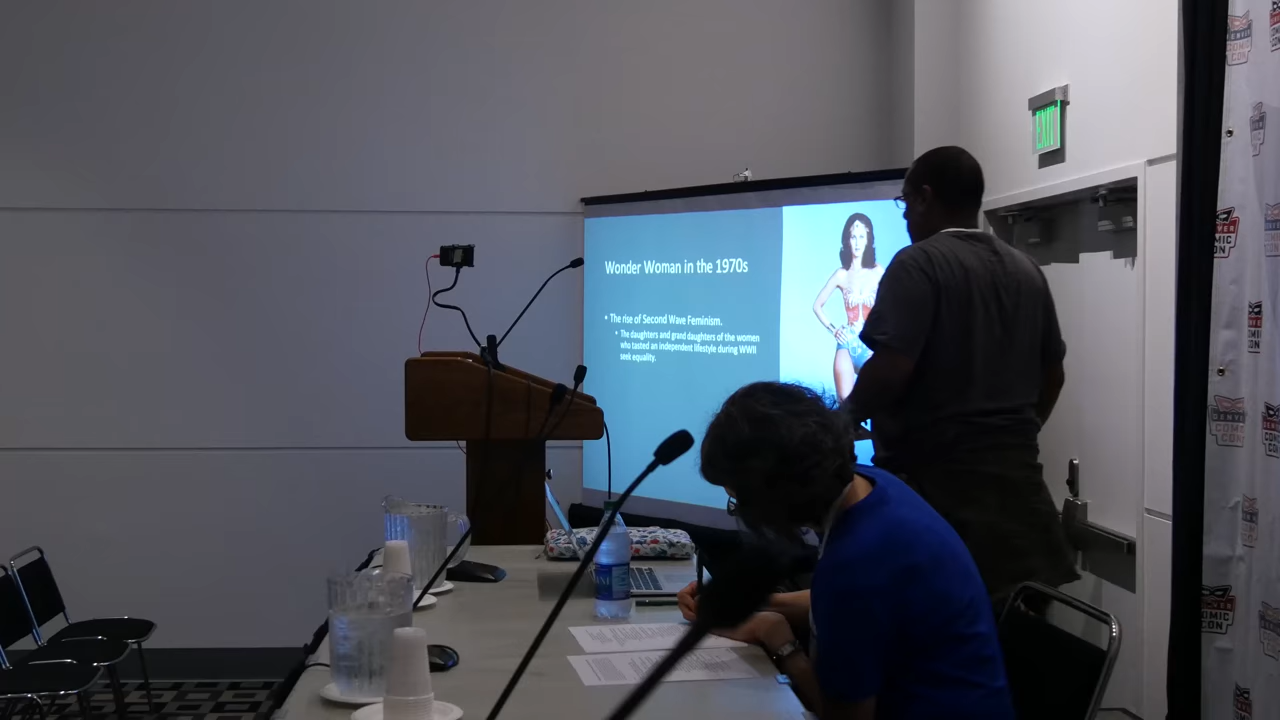 EXIT
Wonder Woman in the 1970s
• The rise of Second Wave Feminism.
• The daughters and grand daughters of the women
who tasted an independent lifestyle during WWII
seek equality.
DENVER
COMIC
CON